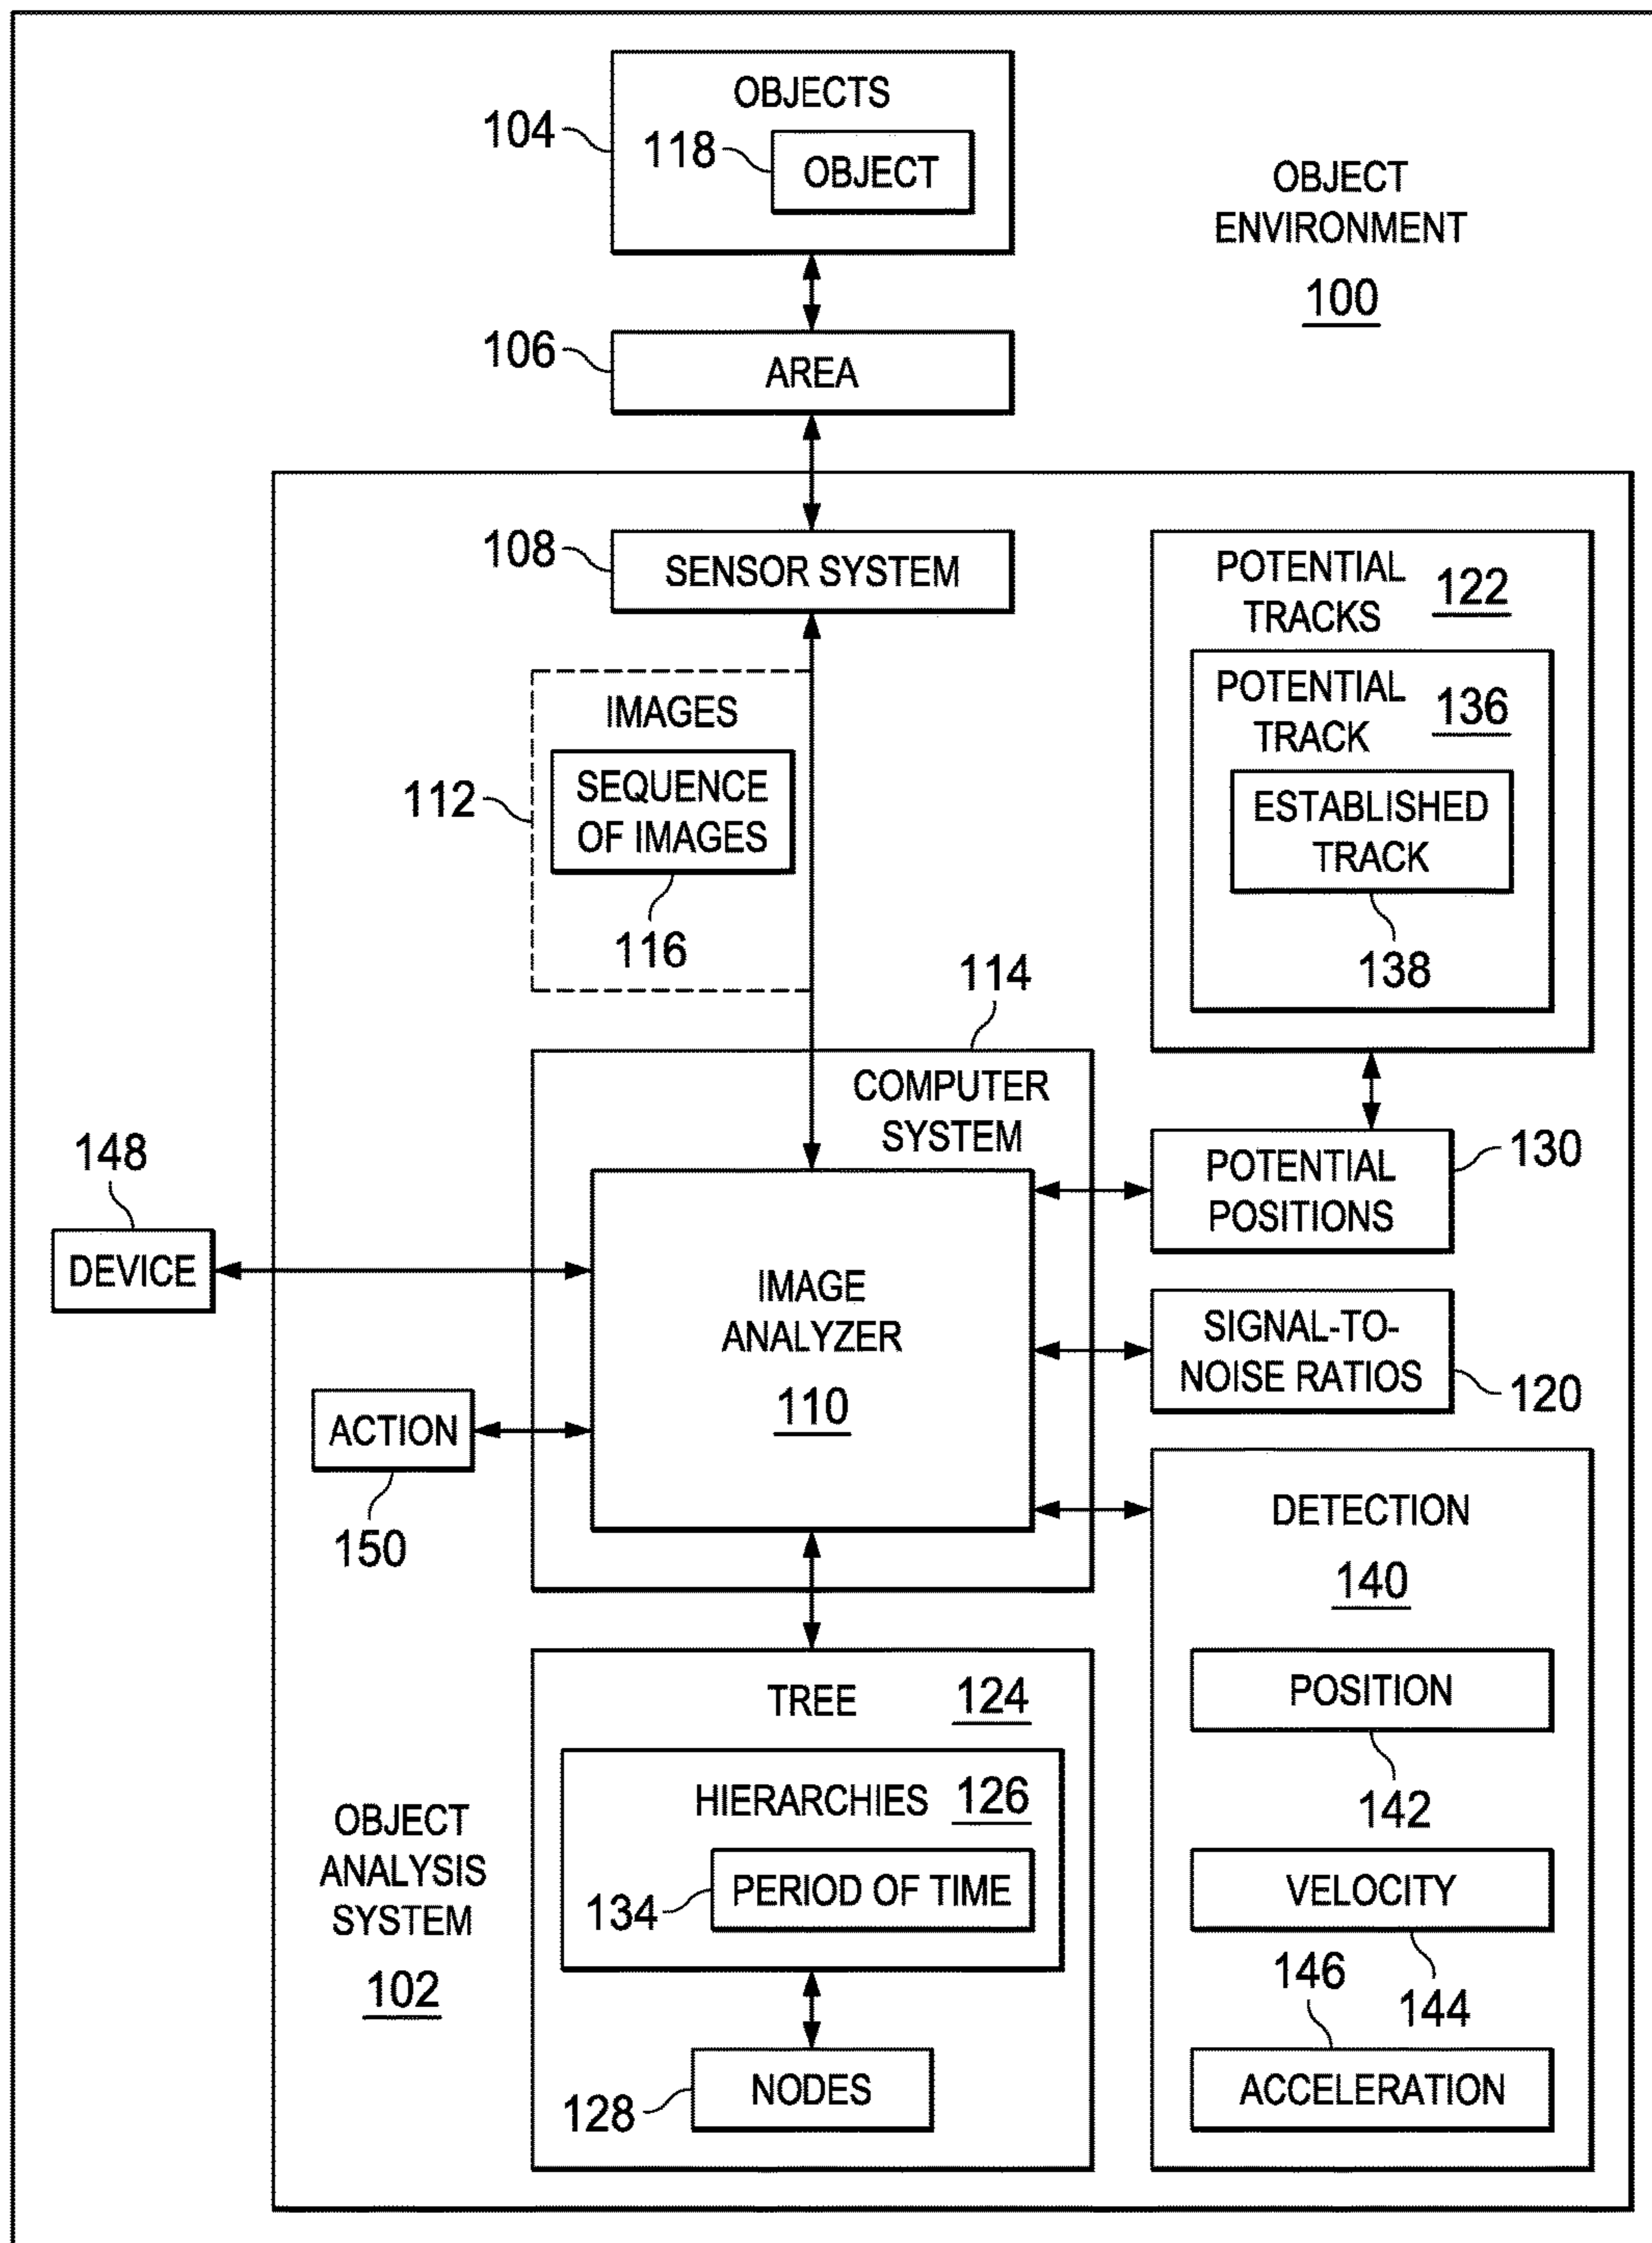 OBJECTS
104
118
OBJECT
OBJECT
ENVIRONMENT
100
106
AREA
108
SENSOR SYSTEM
POTENTIAL
TRACKS
122
IMAGES
POTENTIAL
TRACK
136
112
SEQUENCE
OF IMAGES
ESTABLISHED
TRACK
116
138
114
COMPUTER
SYSTEM
148
POTENTIAL
POSITIONS
130
DEVICE
IMAGE
ANALYZER
110
SIGNAL-TO-
NOISE RATIOS
120
ACTION
150
DETECTION
140
TREE
124
POSITION
142
HIERARCHIES
126
OBJECT
ANALYSIS
SYSTEM
102
134
PERIOD OF TIME
VELOCITY
144
146
128
NODES
ACCELERATION